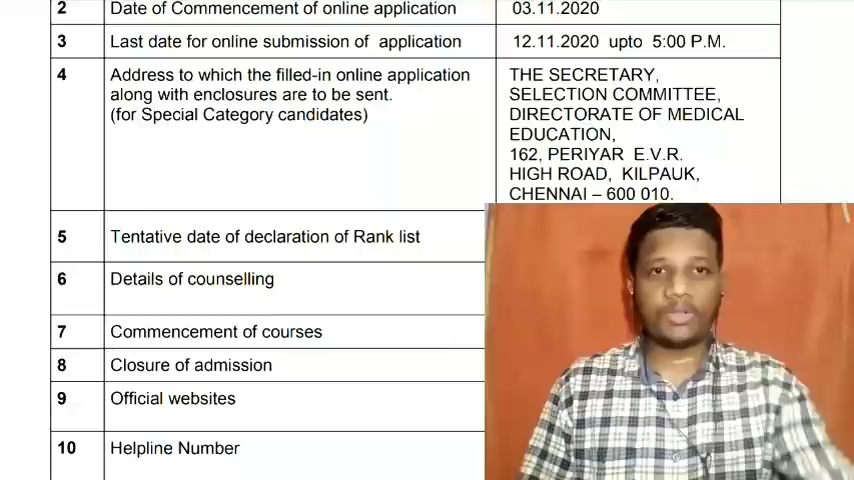 2 Date of Commencement of online application 03.11.2020
3 Last date for online submission of application 12.11.2020 upto 5:00 P.M.
4 Address to which the filled-in online application THE SECRETARY,
along with enclosures are to be sent. SELECTION COMMITTEE,
(for Special Category candidates) DIRECTORATE OF MEDICAL
EDUCATION,
162, PERIYAR E.V.R.
HIGH ROAD, KILPAUK,
CHENNAI – 600 010.
5 Tentative date of declaration of Rank list
6 Details of counselling
7 Commencement of courses
8 Closure of admission
9 Official websites
10 Helpline Number